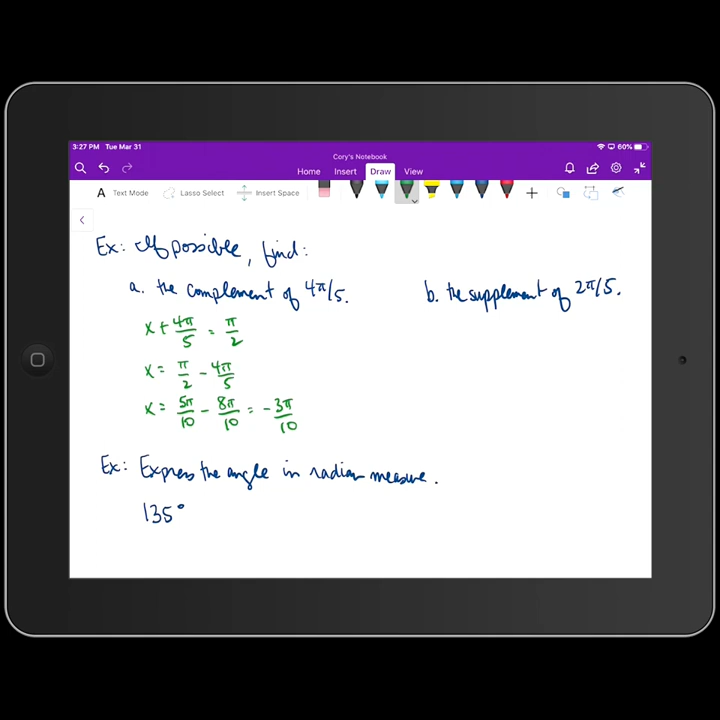 3:27 PM Tue Mar 31
60%
Cory's Notebook
Home Insert Draw View
A Text Mode Lasso Select Insert Space
Ex: If possible, find:
a. the complement of 4π/5.
b. the supplement of 2π/5.
x + 4π/5 = π/2
x = π/2 - 4π/5
x = 5π/10 - 8π/10 = -3π/10
Ex: Express the angle in radian measure.
135°